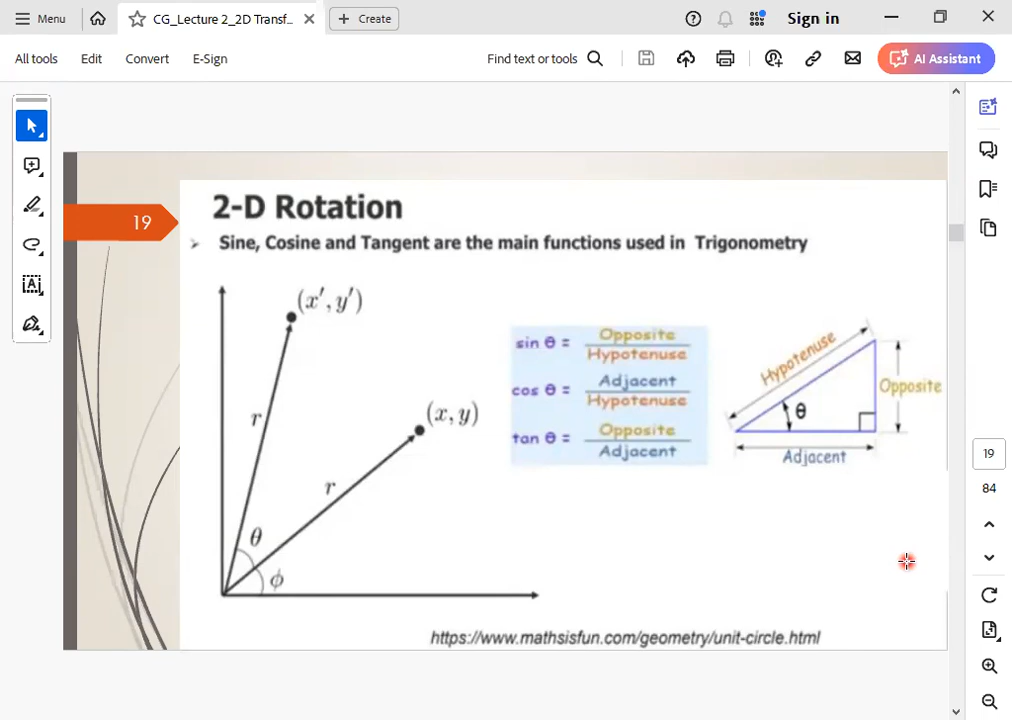 Menu
CG_Lecture 2_2D Transf...
Create
Sign in
All tools
Edit
Convert
E-Sign
Find text or tools
AI Assistant
19
2-D Rotation
Sine, Cosine and Tangent are the main functions used in Trigonometry
(x′, y′)
r
(x, y)
r
θ
ϕ
sin θ = Opposite / Hypotenuse
cos θ = Adjacent / Hypotenuse
tan θ = Opposite / Adjacent
Hypotenuse
Opposite
θ
Adjacent
https://www.mathsisfun.com/geometry/unit-circle.html
19
84